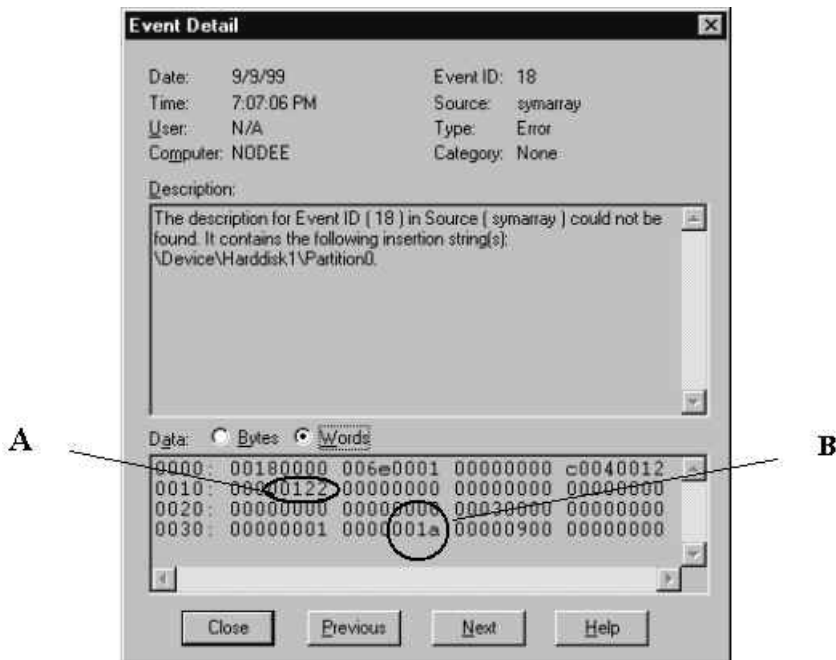 Event Detail
Date: 9/9/99 Event ID: 18
Time: 7:07:06 PM Source: symarray
User: N/A Type: Error
Computer: NODEE Category: None
Description:
The description for Event ID ( 18 ) in Source ( symarray ) could not be
found. It contains the following insertion string(s):
\Device\Harddisk1\Partition0.
A
B
Data: Bytes Words
0000: 00180000 006e0001 00000000 c0040012
0010: 00000122 00000000 00000000 00000000
0020: 00000000 00000000 00030000 00000000
0030: 00000001 0000001a 00000900 00000000
Close Previous Next Help